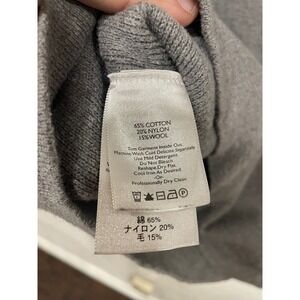 65% COTTON
20% NYLON
15% WOOL
Turn Garment Inside Out.
Machine Wash Cold Delicate Separately.
Use Mild Detergent.
Do Not Bleach.
Reshape, Dry Flat.
Cool Iron As Desired.
Or
Professionally Dry Clean
綿 65%
ナイロン 20%
毛 15%